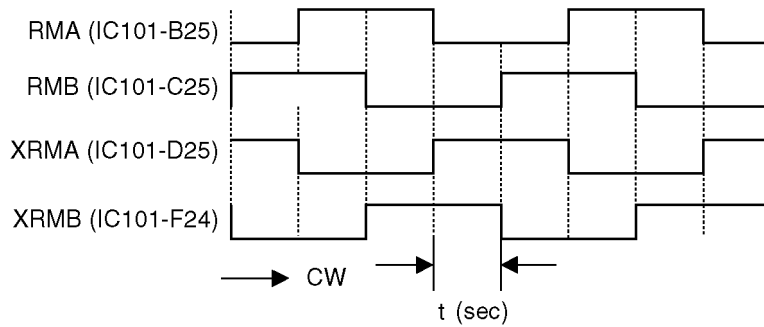 RMA (IC101-B25)
RMB (IC101-C25)
XRMA (IC101-D25)
XRMB (IC101-F24)
CW
t (sec)